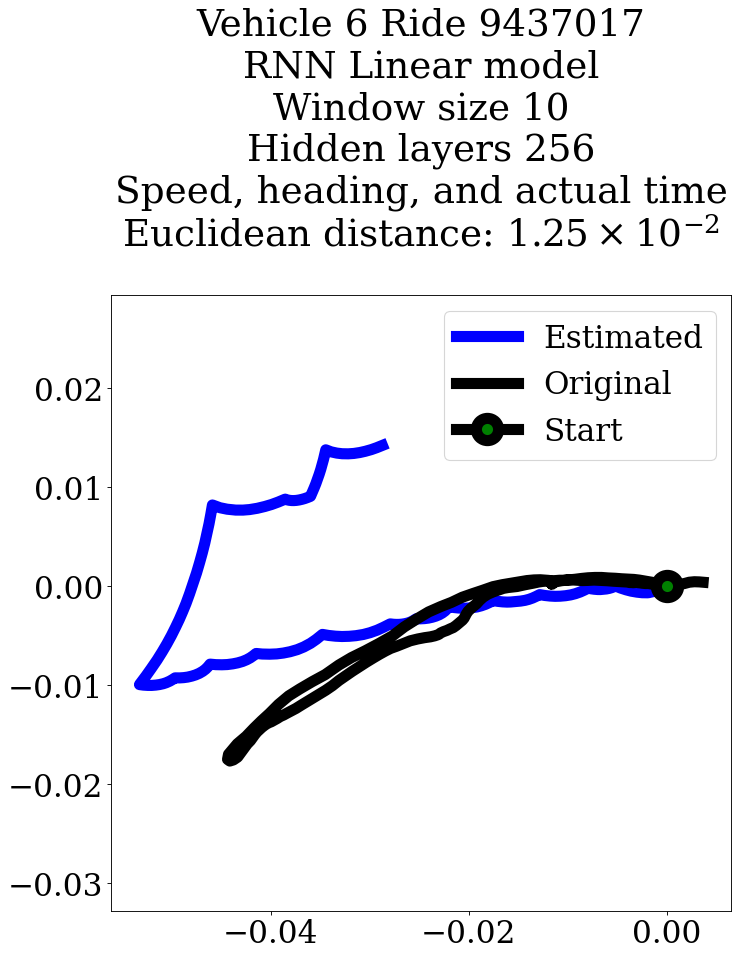 Vehicle 6 Ride 9437017
RNN Linear model
Window size 10
Hidden layers 256
Speed, heading, and actual time
Euclidean distance: 1.25 × 10⁻²
Estimated
Original
Start
0.02
0.01
0.00
−0.01
−0.02
−0.03
−0.04
−0.02
0.00